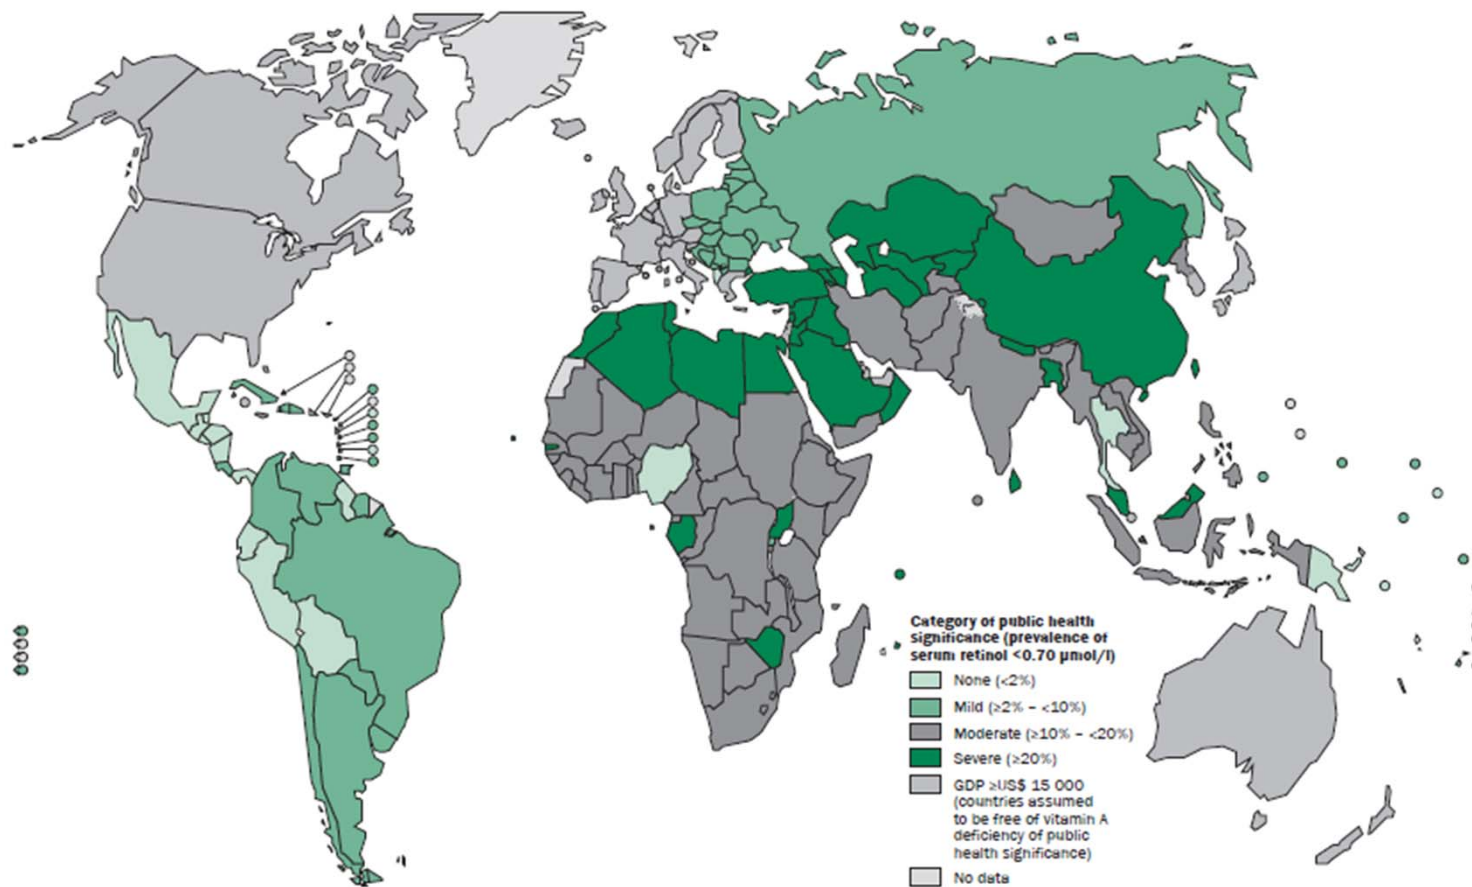 Category of public health
significance (prevalence of
serum retinol <0.70 µmol/l)
None (<2%)
Mild (≥2% – <10%)
Moderate (≥10% – <20%)
Severe (≥20%)
GDP ≥US$ 15 000
(countries assumed
to be free of vitamin A
deficiency of public
health significance)
No data